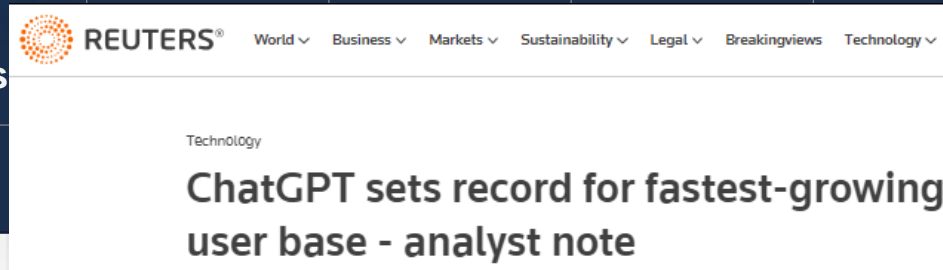 REUTERS® World Business Markets Sustainability Legal Breakingviews Technology
s
Technology
ChatGPT sets record for fastest-growing
user base - analyst note